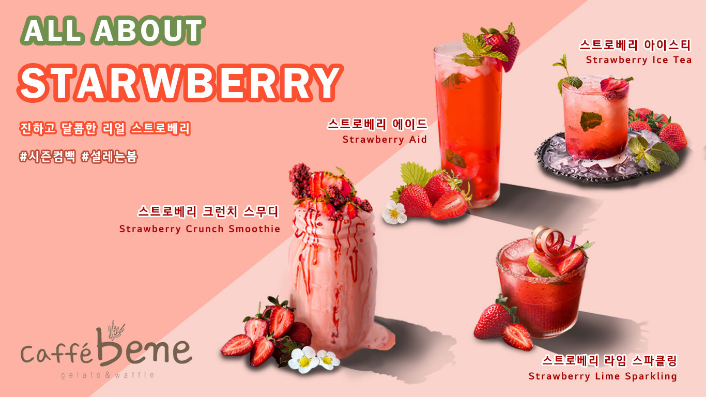 ALL ABOUT
STARWBERRY
진하고 달콤한 리얼 스트로베리
#시즌컴백 #설레는봄
스트로베리 아이스티
Strawberry Ice Tea
스트로베리 에이드
Strawberry Aid
스트로베리 크런치 스무디
Strawberry Crunch Smoothie
스트로베리 라임 스파클링
Strawberry Lime Sparkling
Caffé bene
gelato & waffle